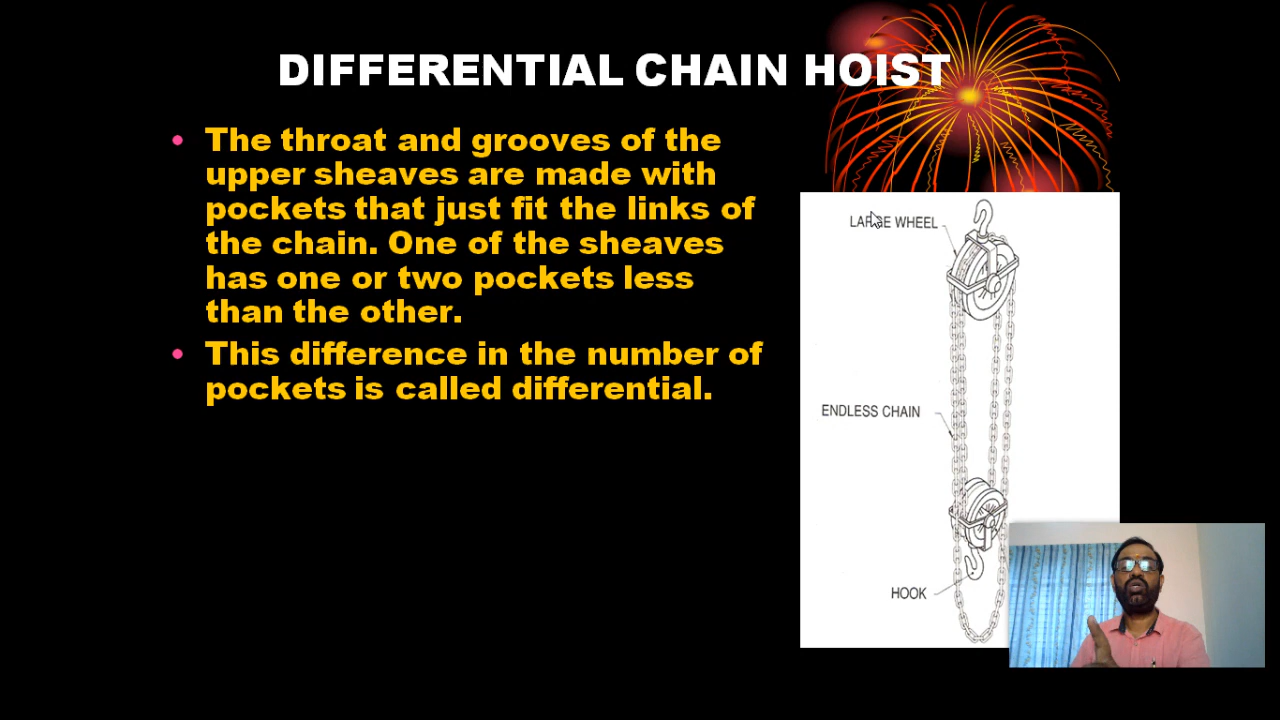 DIFFERENTIAL CHAIN HOIST
• The throat and grooves of the
upper sheaves are made with
pockets that just fit the links of
the chain. One of the sheaves
has one or two pockets less
than the other.
• This difference in the number of
pockets is called differential.
LARGE WHEEL
ENDLESS CHAIN
HOOK